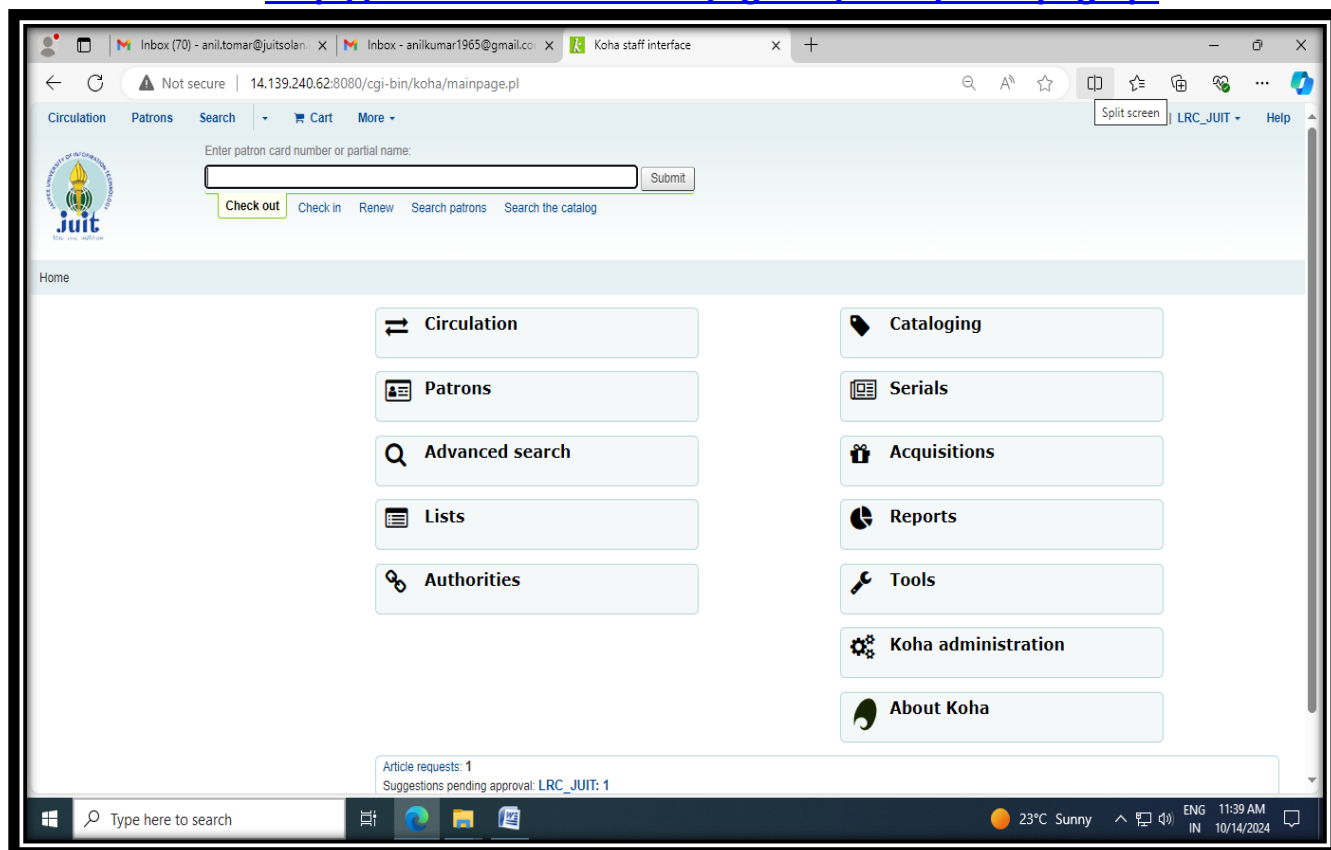 Inbox (70) - anil.tomar@juitsolan. Inbox - anilkumar1965@gmail.co Koha staff interface
Not secure | 14.139.240.62:8080/cgi-bin/koha/mainpage.pl
Split screen
Circulation Patrons Search Cart More | LRC_JUIT Help
Enter patron card number or partial name:
Submit
Check out Check in Renew Search patrons Search the catalog
juit
Home
Circulation Cataloging
Patrons Serials
Advanced search Acquisitions
Lists Reports
Authorities Tools
Koha administration
About Koha
Article requests: 1
Suggestions pending approval: LRC_JUIT: 1
Type here to search 23°C Sunny ENG 11:39 AM
IN 10/14/2024